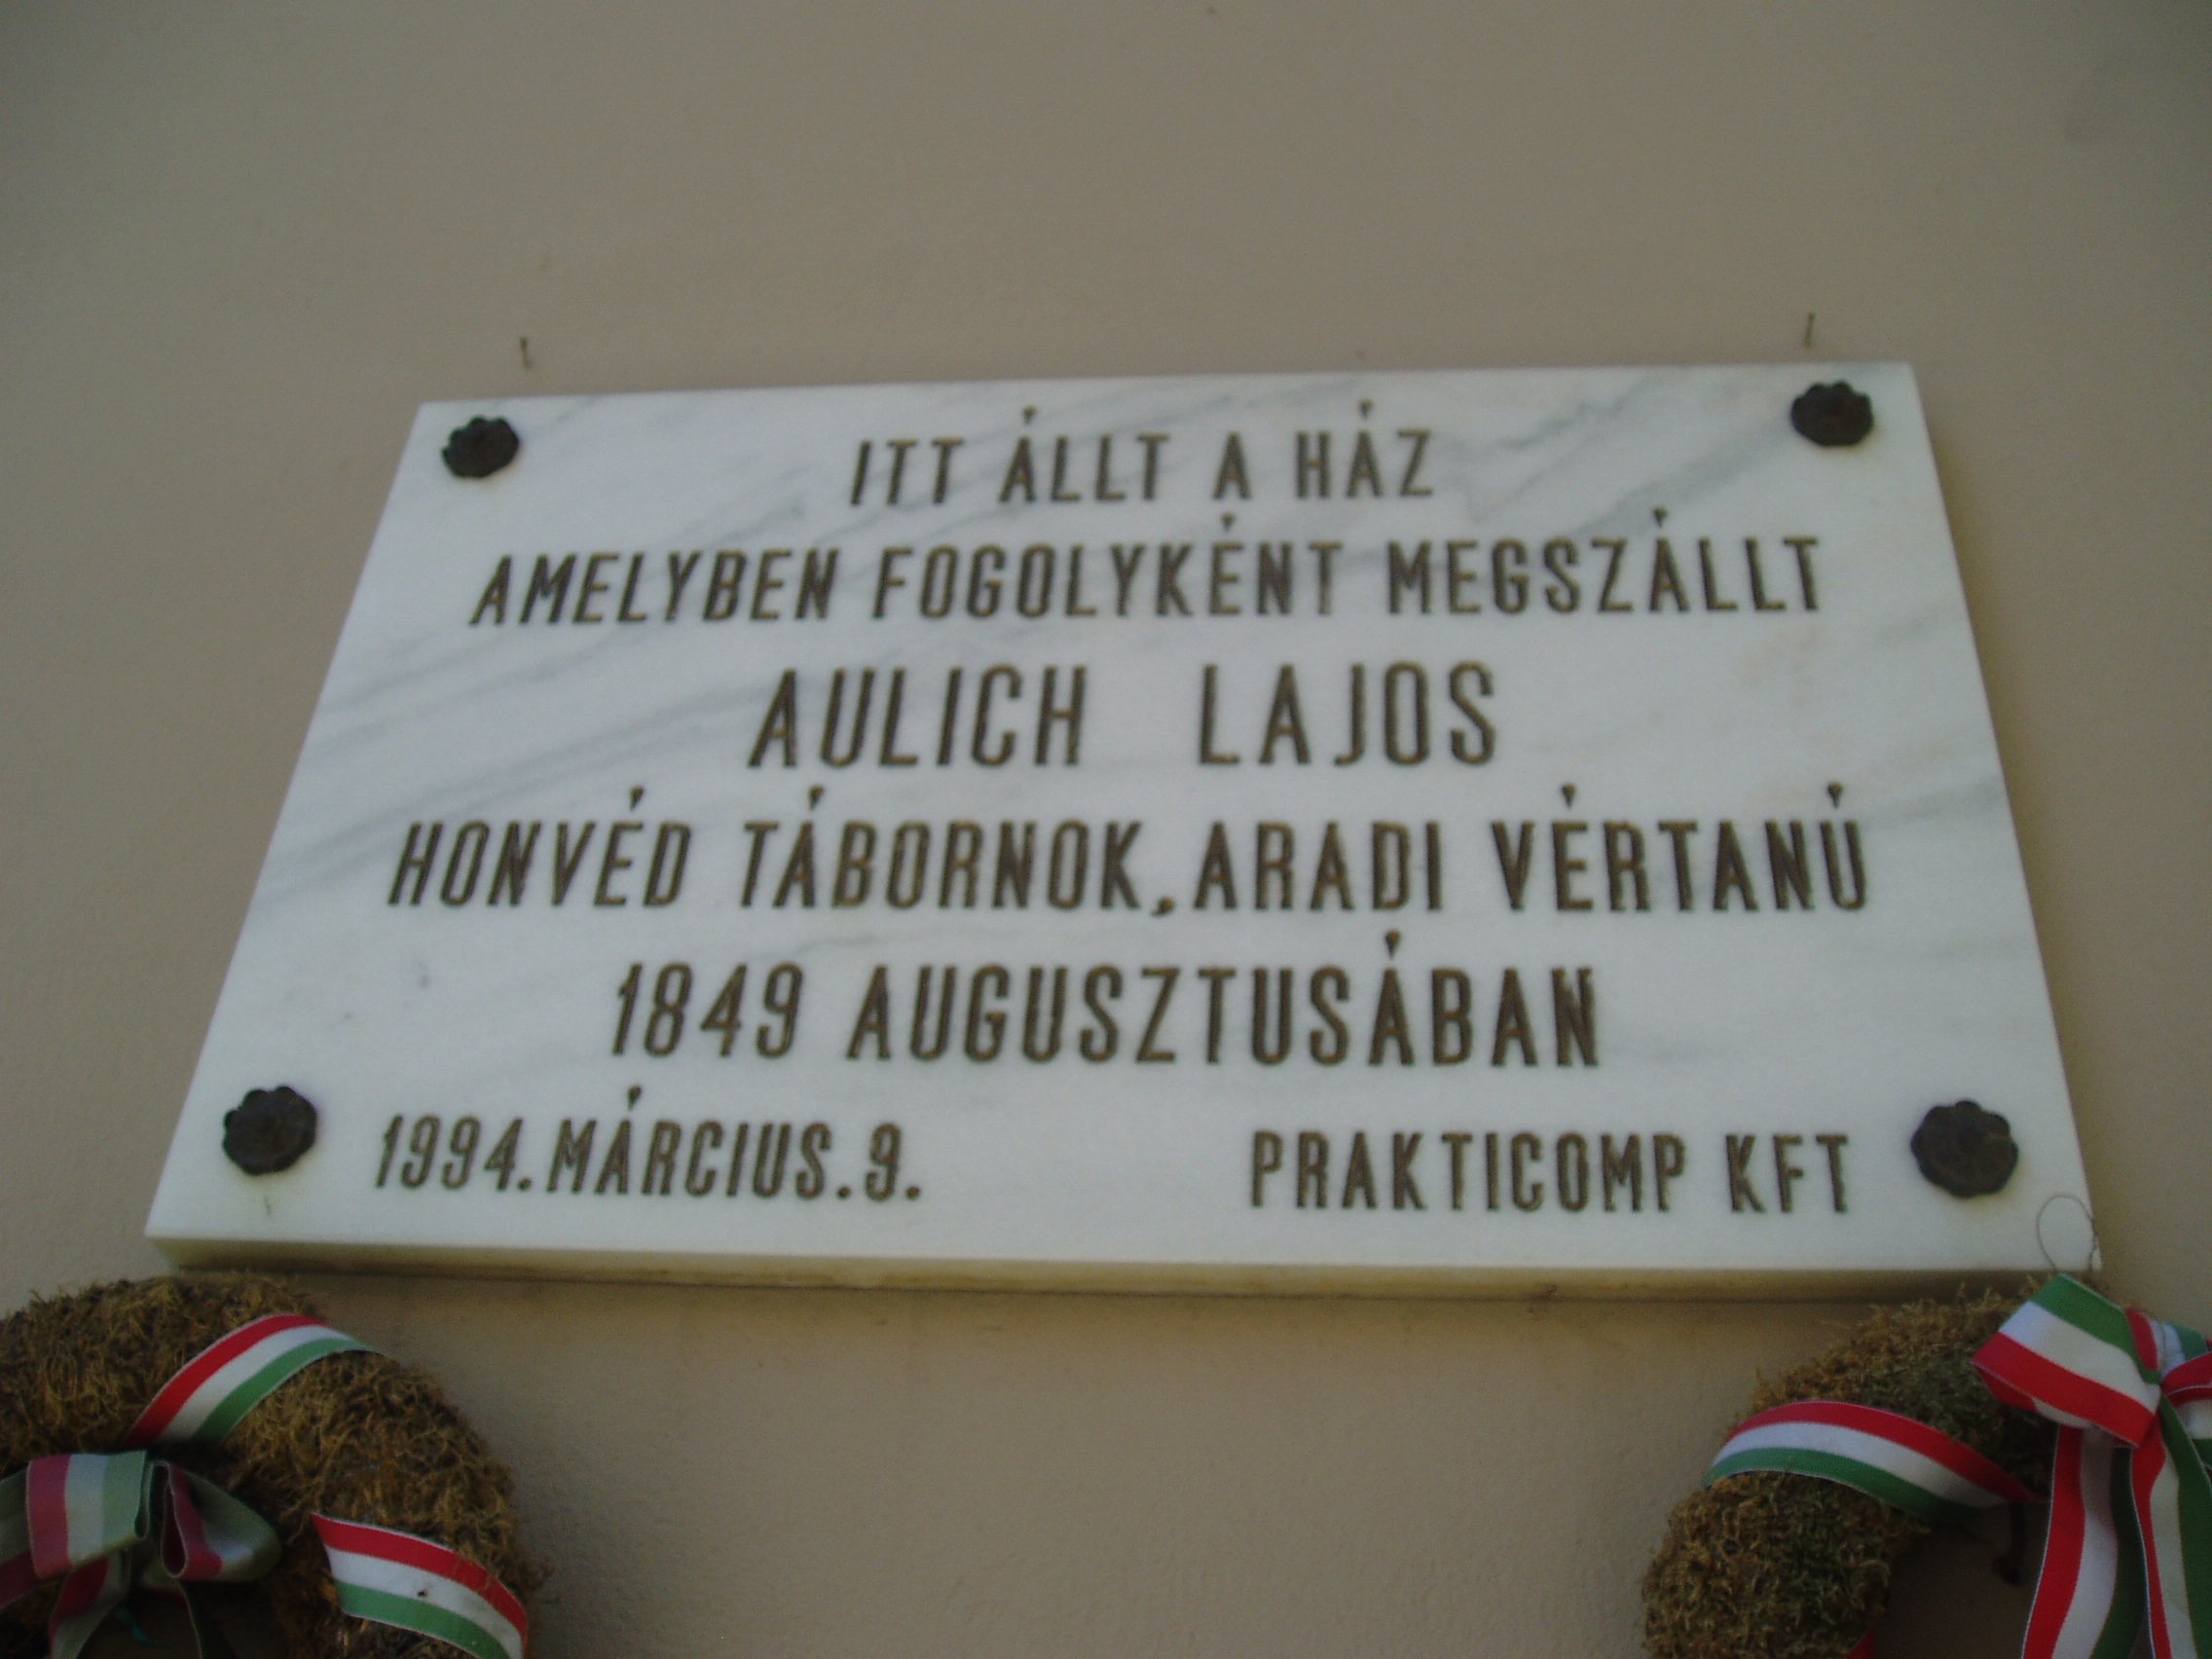 ITT ÁLLT A HÁZ
AMELYBEN FOGOLYKÉNT MEGSZÁLLT
AULICH LAJOS
HONVÉD TÁBORNOK, ARADI VÉRTANÚ
1849 AUGUSZTUSÁBAN
1994. MÁRCIUS. 9. PRAKTICOMP KFT